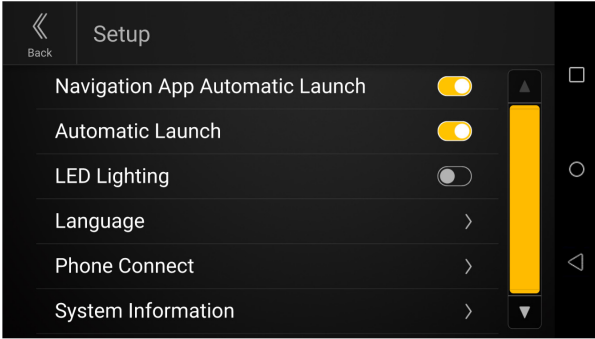 Back
Setup
Navigation App Automatic Launch
Automatic Launch
LED Lighting
Language
Phone Connect
System Information